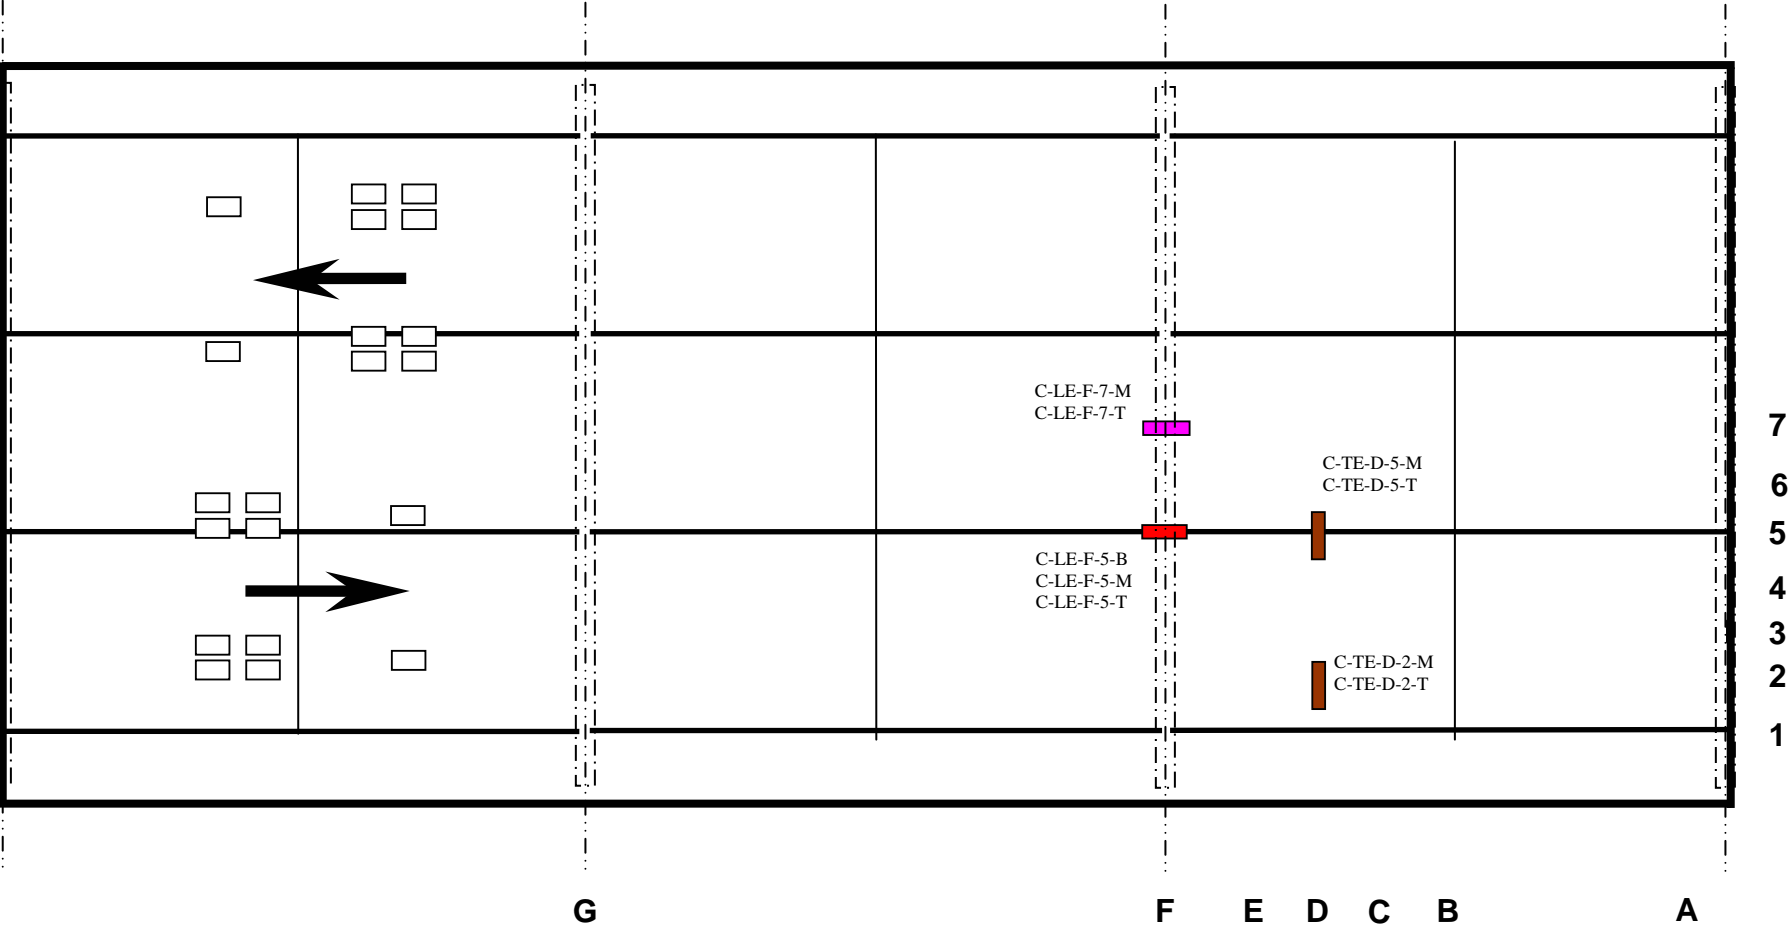 C-LE-F-7-M
C-LE-F-7-T
7
C-TE-D-5-M
C-TE-D-5-T
6
5
C-LE-F-5-B
C-LE-F-5-M
C-LE-F-5-T
4
3
C-TE-D-2-M
C-TE-D-2-T
2
1
G
F
E
D
C
B
A